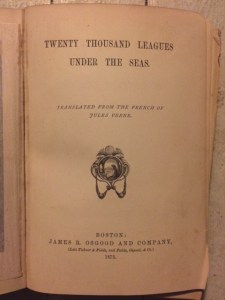 TWENTY THOUSAND LEAGUES
UNDER THE SEAS.
TRANSLATED FROM THE FRENCH OF
JULES VERNE.
BOSTON:
JAMES R. OSGOOD AND COMPANY,
(Late Ticknor & Fields, and Fields, Osgood, & Co.)
1873.